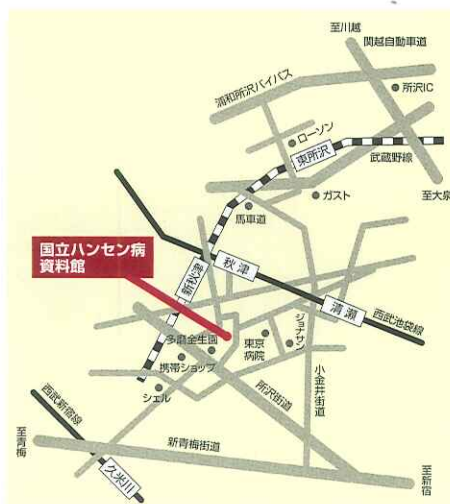 至川越
関越自動車道
所沢IC
浦和所沢バイパス
ローソン
東所沢
武蔵野線
ガスト
至大泉
馬車道
国立ハンセン病
資料館
秋津
新秋津
清瀬
西武池袋線
多磨全生園
東京
病院
ジョナサン
携帯ショップ
シェル
所沢街道
小金井街道
西武新宿線
新青梅街道
至青梅
久米川
至新宿